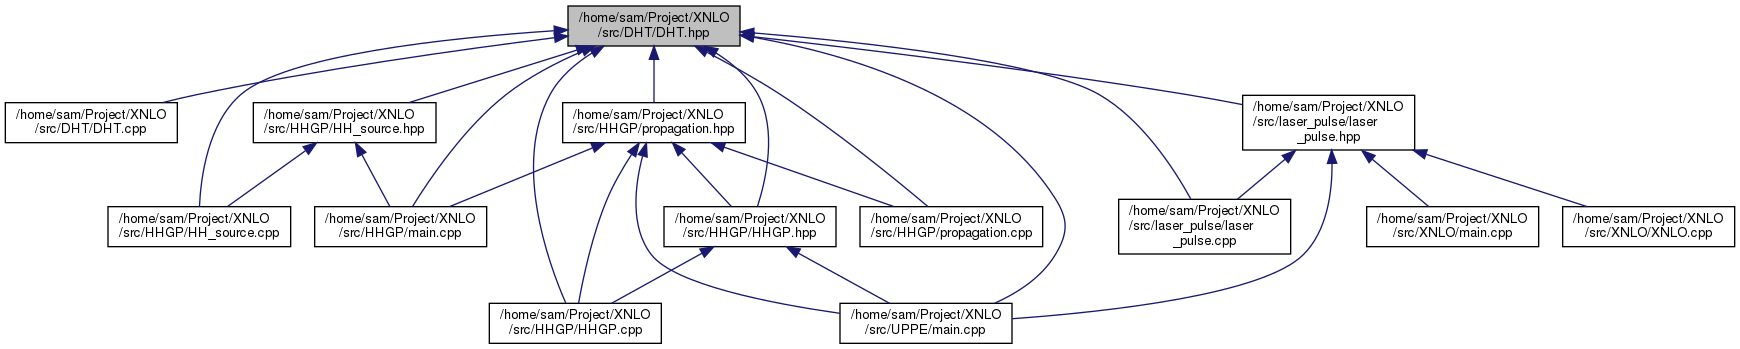 /home/sam/Project/XNLO
/src/DHT/DHT.hpp
/home/sam/Project/XNLO
/src/DHT/DHT.cpp
/home/sam/Project/XNLO
/src/HHGP/HH_source.hpp
/home/sam/Project/XNLO
/src/HHGP/propagation.hpp
/home/sam/Project/XNLO
/src/laser_pulse/laser
_pulse.hpp
/home/sam/Project/XNLO
/src/HHGP/HH_source.cpp
/home/sam/Project/XNLO
/src/HHGP/main.cpp
/home/sam/Project/XNLO
/src/HHGP/HHGP.hpp
/home/sam/Project/XNLO
/src/HHGP/propagation.cpp
/home/sam/Project/XNLO
/src/laser_pulse/laser
_pulse.cpp
/home/sam/Project/XNLO
/src/XNLO/main.cpp
/home/sam/Project/XNLO
/src/XNLO/XNLO.cpp
/home/sam/Project/XNLO
/src/HHGP/HHGP.cpp
/home/sam/Project/XNLO
/src/UPPE/main.cpp